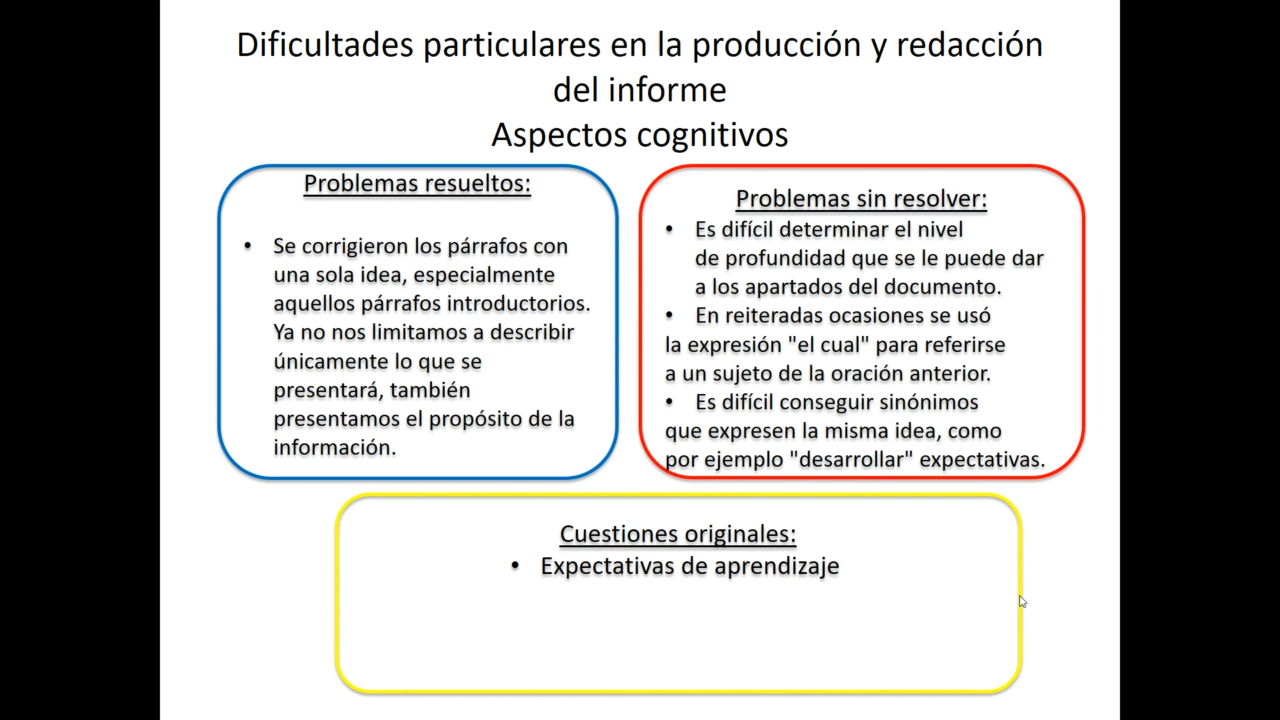 Dificultades particulares en la producción y redacción
del informe
Aspectos cognitivos
Problemas resueltos:
• Se corrigieron los párrafos con
una sola idea, especialmente
aquellos párrafos introductorios.
Ya no nos limitamos a describir
únicamente lo que se
presentará, también
presentamos el propósito de la
información.
Problemas sin resolver:
• Es difícil determinar el nivel
de profundidad que se le puede dar
a los apartados del documento.
• En reiteradas ocasiones se usó
la expresión "el cual" para referirse
a un sujeto de la oración anterior.
• Es difícil conseguir sinónimos
que expresen la misma idea, como
por ejemplo "desarrollar" expectativas.
Cuestiones originales:
• Expectativas de aprendizaje